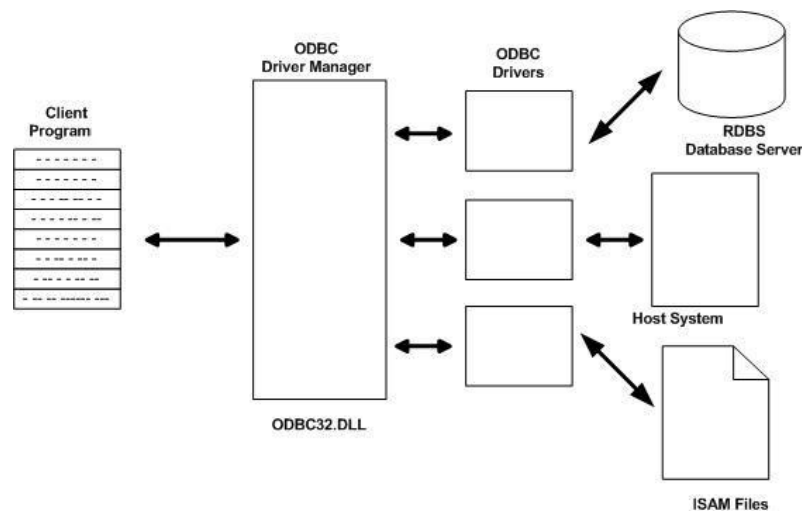 ODBC
Driver Manager
ODBC
Drivers
Client
Program
RDBS
Database Server
Host System
ODBC32.DLL
ISAM Files